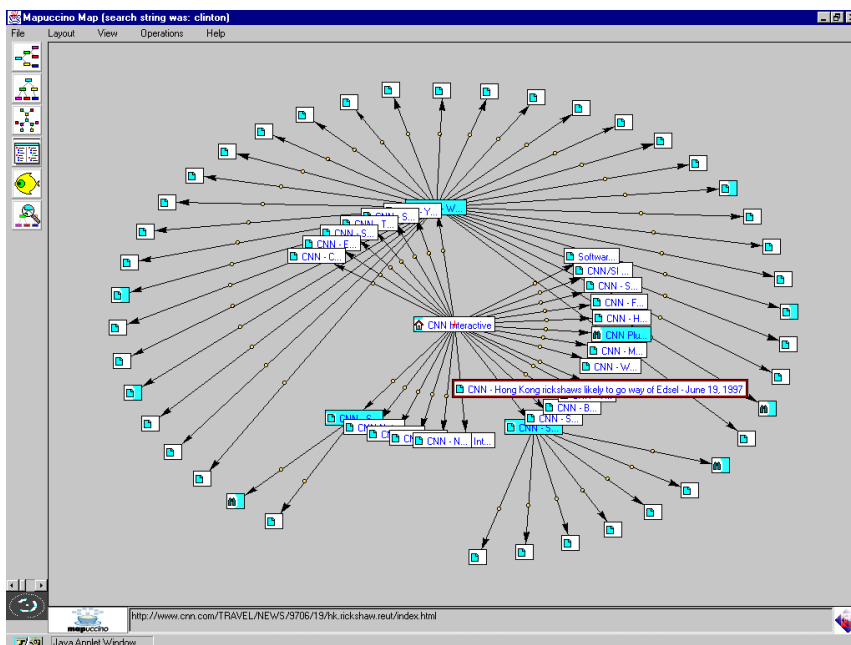 Mapuccino Map (search string was: clinton)
File Layout View Operations Help
W...
- Y...
CNN - S...
CNN - T...
CNN - S...
CNN - E...
CNN - C...
Softwar...
CNN/SI ...
CNN - S...
CNN - F...
CNN - H...
CNN Interactive
CNN Plu...
CNN - M...
CNN - W...
CNN - Hong Kong rickshaws likely to go way of Edsel - June 19, 1997
CNN - B...
CNN - S...
CNN - S...
CNN - S...
CNN - N... Int...
http://www.cnn.com/TRAVEL/NEWS/9706/19/hk.rickshaw.reut/index.html
mapuccino
Java Applet Window